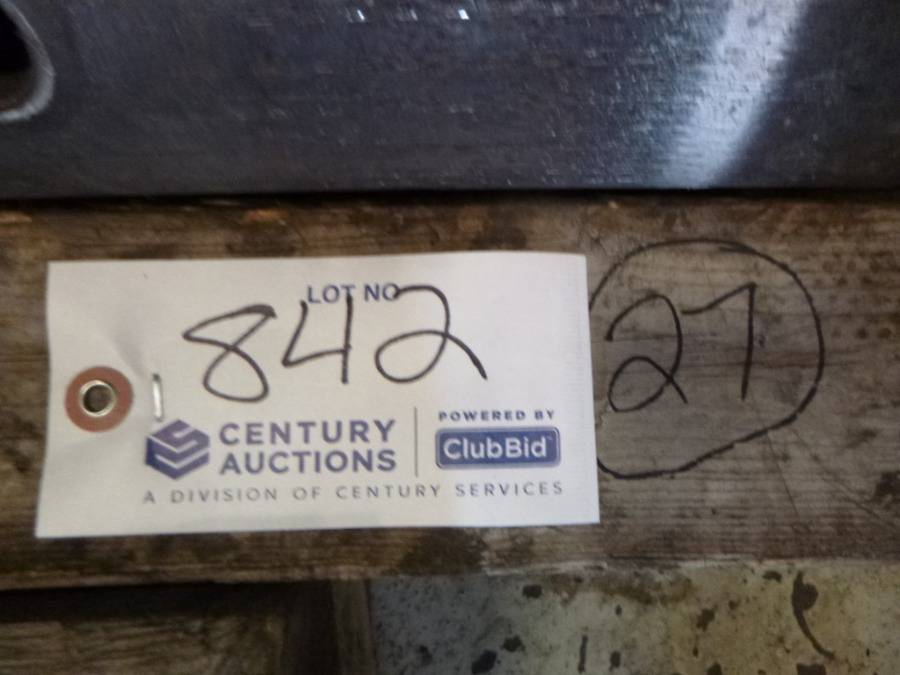 LOT NO
842
27
CENTURY
AUCTIONS
POWERED BY
ClubBid
A DIVISION OF CENTURY SERVICES